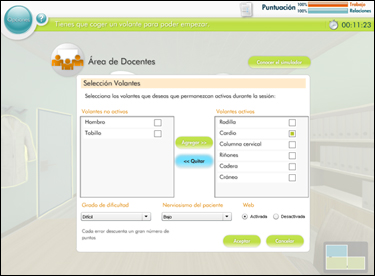 Puntuación
Trabajo
Relaciones
Opciones
?
Tienes que coger un volante para poder empezar
00:11:23
Área de Docentes
Conocer el simulador
Selección Volantes
Selecciona los volantes que deseas que permanezcan activos durante la sesión:
Volantes no activos
Volantes activos
Hombro
Tobillo
Rodilla
Cardio
Columna cervical
Riñones
Cadera
Cráneo
Agregar >>
<< Quitar
Grado de dificultad
Nerviosismo del paciente
Web
Difícil
Bajo
Activada
Desactivada
Cada error descuenta un gran número de
puntos
Aceptar
Cancelar